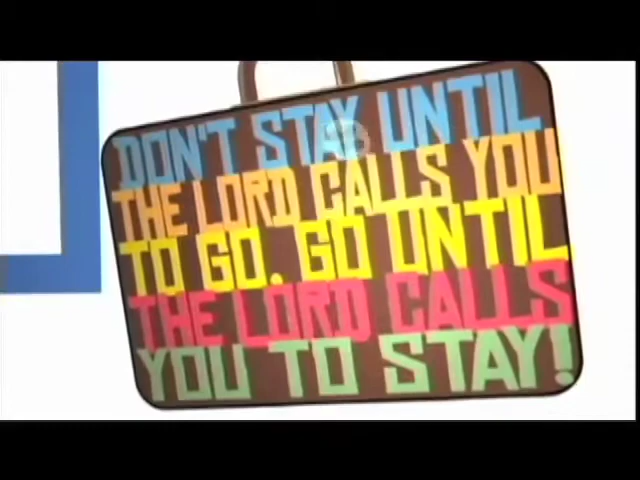 DON'T STAY UNTIL
THE LORD CALLS YOU
TO GO. GO UNTIL
THE LORD CALLS
YOU TO STAY!